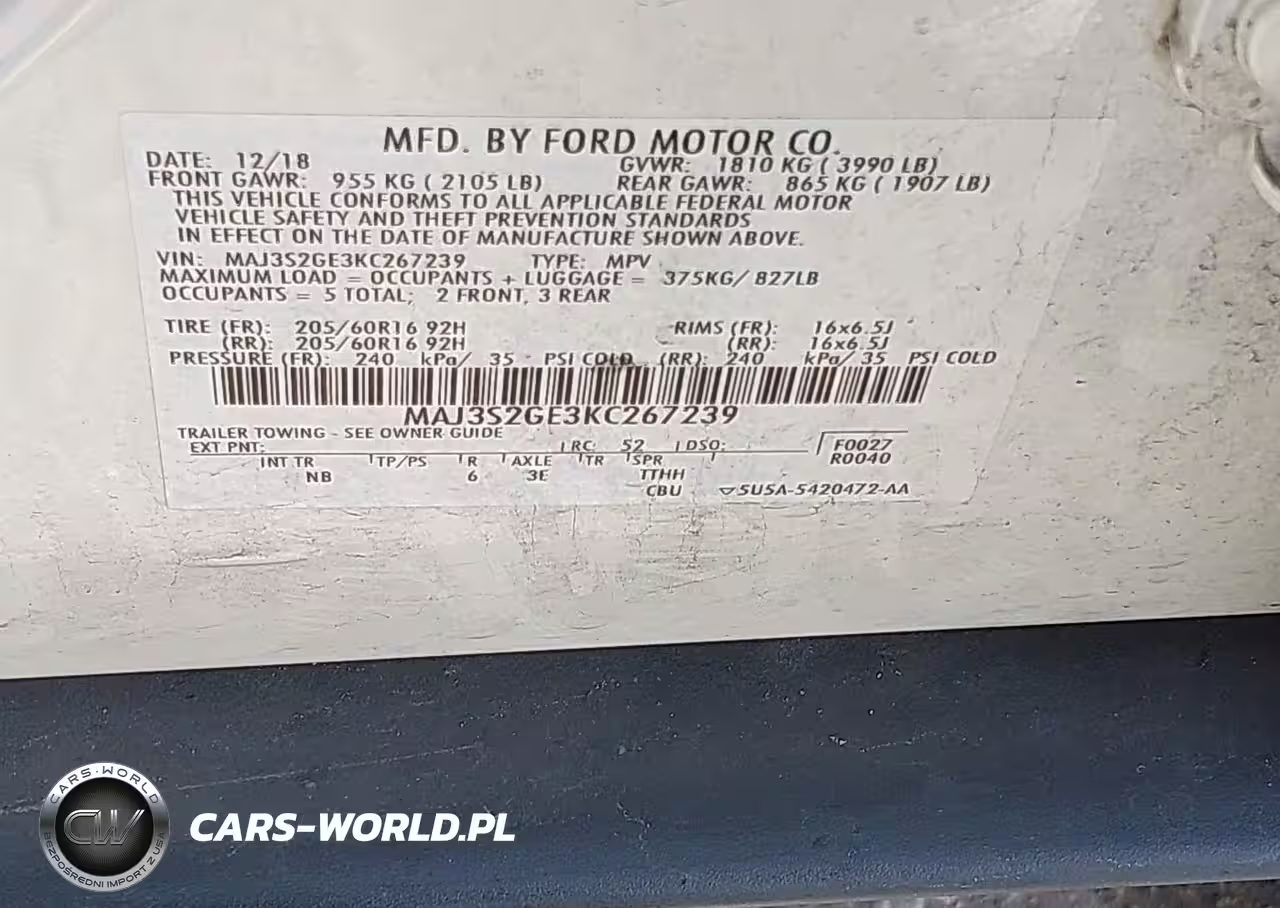 MFD. BY FORD MOTOR CO.
DATE: 12/18 GVWR: 1810 KG ( 3990 LB)
FRONT GAWR: 955 KG ( 2105 LB) REAR GAWR: 865 KG ( 1907 LB)
THIS VEHICLE CONFORMS TO ALL APPLICABLE FEDERAL MOTOR
VEHICLE SAFETY AND THEFT PREVENTION STANDARDS
IN EFFECT ON THE DATE OF MANUFACTURE SHOWN ABOVE.
VIN: MAJ3S2GE3KC267239 TYPE: MPV
MAXIMUM LOAD = OCCUPANTS + LUGGAGE = 375KG/ 827LB
OCCUPANTS = 5 TOTAL; 2 FRONT, 3 REAR
TIRE (FR): 205/60R16 92H RIMS (FR): 16x6.5J
(RR): 205/60R16 92H (RR): 16x6.5J
PRESSURE (FR): 240 kPa/ 35 PSI COLD (RR): 240 kPa/ 35 PSI COLD
MAJ3S2GE3KC267239
TRAILER TOWING - SEE OWNER GUIDE
EXT PNT: RC: 52 DSO: F0027
R0040
INT TR TP/PS R AXLE TR SPR
NB 6 3E TTHH
CBU 5U5A-5420472-AA
CARS-WORLD
CW
BEZPOŚREDNI IMPORT Z USA
CARS-WORLD.PL